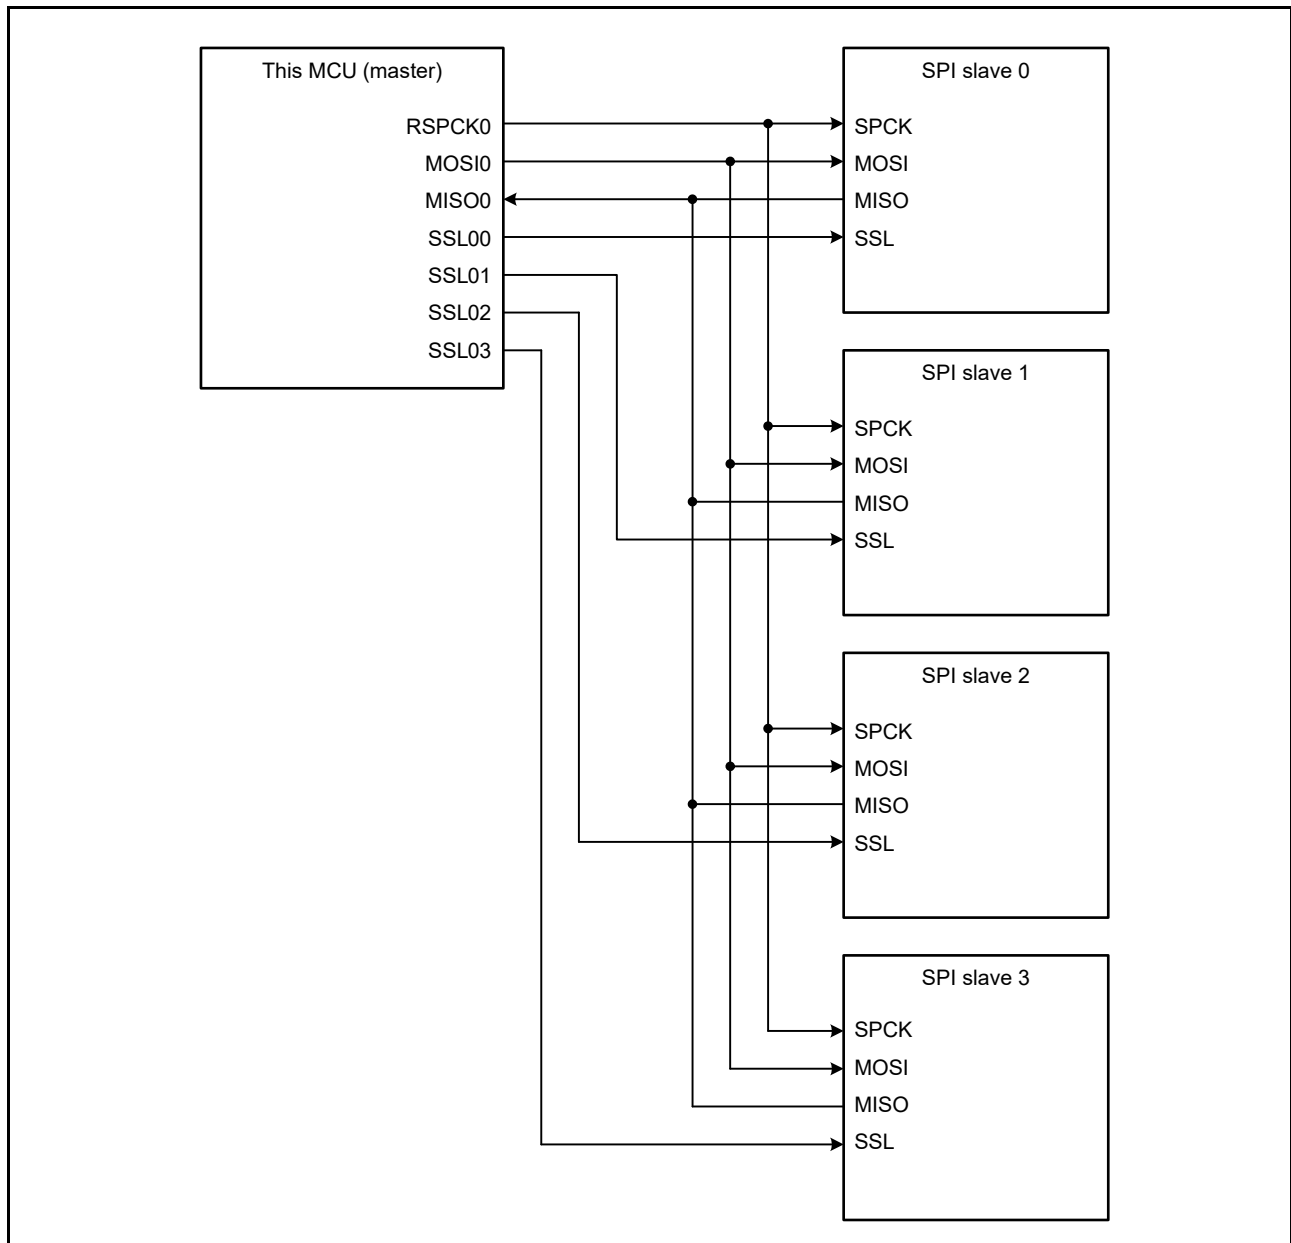 This MCU (master)
RSPCK0
MOSI0
MISO0
SSL00
SSL01
SSL02
SSL03
SPI slave 0
SPCK
MOSI
MISO
SSL
SPI slave 1
SPCK
MOSI
MISO
SSL
SPI slave 2
SPCK
MOSI
MISO
SSL
SPI slave 3
SPCK
MOSI
MISO
SSL